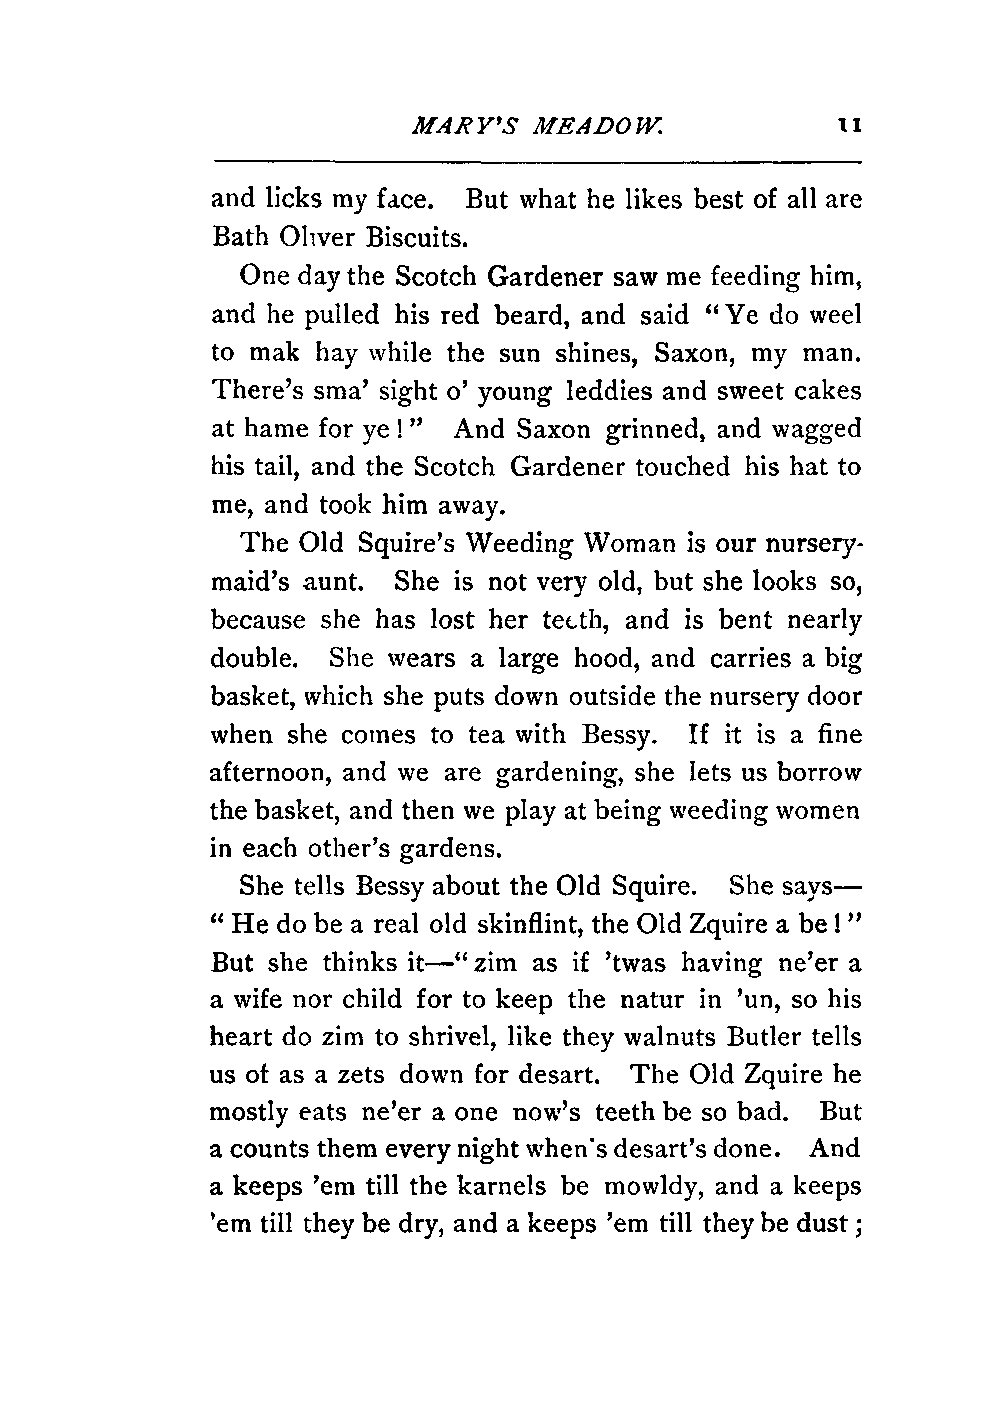 MARY'S MEADOW. 11
and licks my face. But what he likes best of all are
Bath Oliver Biscuits.
One day the Scotch Gardener saw me feeding him,
and he pulled his red beard, and said “Ye do weel
to mak hay while the sun shines, Saxon, my man.
There's sma' sight o' young leddies and sweet cakes
at hame for ye!” And Saxon grinned, and wagged
his tail, and the Scotch Gardener touched his hat to
me, and took him away.
The Old Squire's Weeding Woman is our nursery-
maid's aunt. She is not very old, but she looks so,
because she has lost her teeth, and is bent nearly
double. She wears a large hood, and carries a big
basket, which she puts down outside the nursery door
when she comes to tea with Bessy. If it is a fine
afternoon, and we are gardening, she lets us borrow
the basket, and then we play at being weeding women
in each other's gardens.
She tells Bessy about the Old Squire. She says—
“He do be a real old skinflint, the Old Zquire a be!”
But she thinks it—“zim as if 'twas having ne'er a
a wife nor child for to keep the natur in 'un, so his
heart do zim to shrivel, like they walnuts Butler tells
us of as a zets down for desart. The Old Zquire he
mostly eats ne'er a one now's teeth be so bad. But
a counts them every night when's desart's done. And
a keeps 'em till the karnels be mowldy, and a keeps
'em till they be dry, and a keeps 'em till they be dust;